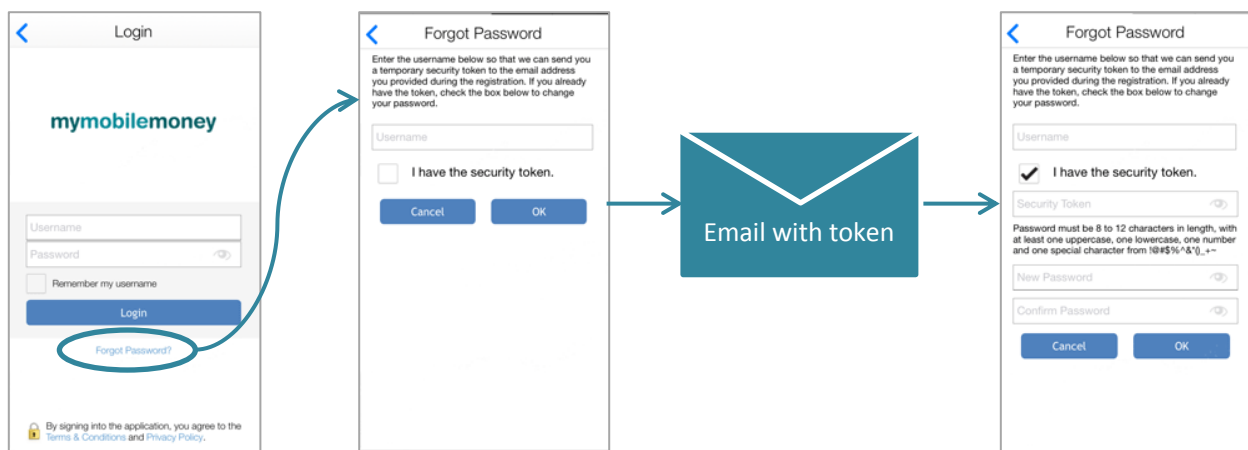 Login
mymobilemoney
Username
Password
Remember my username
Login
Forgot Password?
By signing into the application, you agree to the
Terms & Conditions and Privacy Policy.
Forgot Password
Enter the username below so that we can send you
a temporary security token to the email address
you provided during the registration. If you already
have the token, check the box below to change
your password.
Username
I have the security token.
Cancel
OK
Email with token
Forgot Password
Enter the username below so that we can send you
a temporary security token to the email address
you provided during the registration. If you already
have the token, check the box below to change
your password.
Username
I have the security token.
Security Token
Password must be 8 to 12 characters in length, with
at least one uppercase, one lowercase, one number
and one special character from !@#$%^&*()_+~
New Password
Confirm Password
Cancel
OK